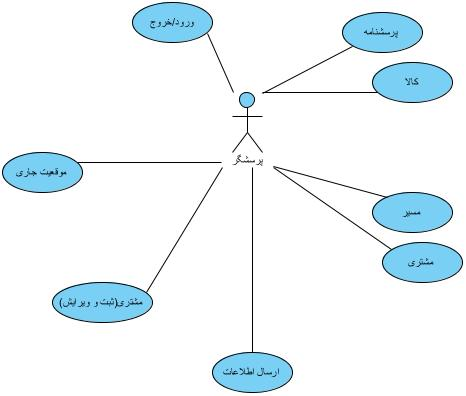 ورود/خروج
پرسشنامه
کالا
پرسشگر
موقعیت جاری
مسیر
مشتری
مشتری(ثبت و ویرایش)
ارسال اطلاعات